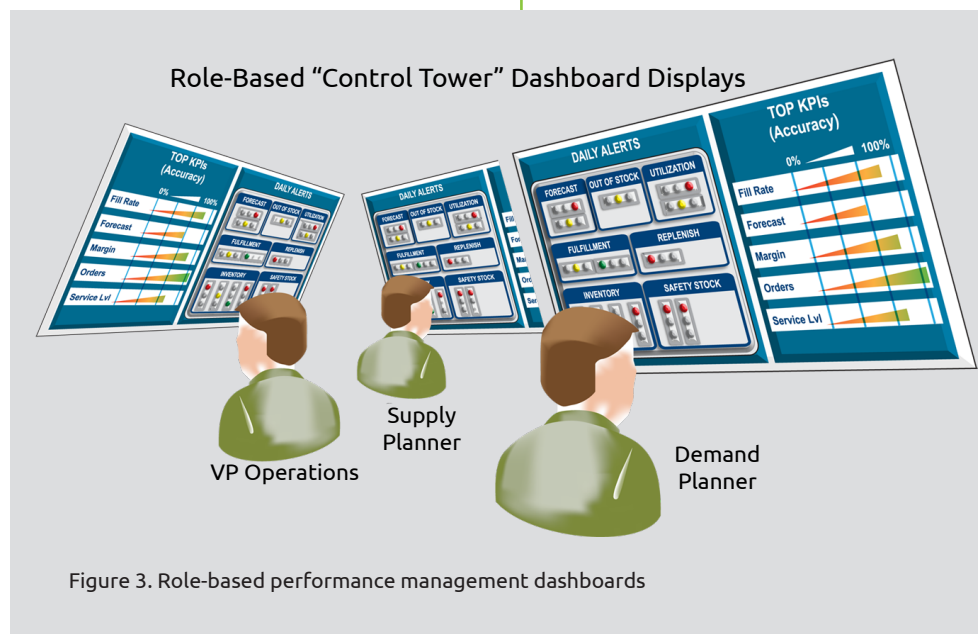 Role-Based “Control Tower” Dashboard Displays
TOP KPIs
(Accuracy)
0%
100%
Fill Rate
Forecast
Margin
Orders
Service Lvl
DAILY ALERTS
FORECAST
OUT OF STOCK
UTILIZATION
FULFILLMENT
REPLENISH
INVENTORY
SAFETY STOCK
DAILY ALERTS
FORECAST
OUT OF STOCK
UTILIZATION
FULFILLMENT
REPLENISH
SAFETY STOCK
DAILY ALERTS
FORECAST
OUT OF STOCK
UTILIZATION
FULFILLMENT
REPLENISH
INVENTORY
SAFETY STOCK
TOP KPIs
(Accuracy)
0%
100%
Fill Rate
Forecast
Margin
Orders
Service Lvl
VP Operations
Supply
Planner
Demand
Planner
Figure 3. Role-based performance management dashboards